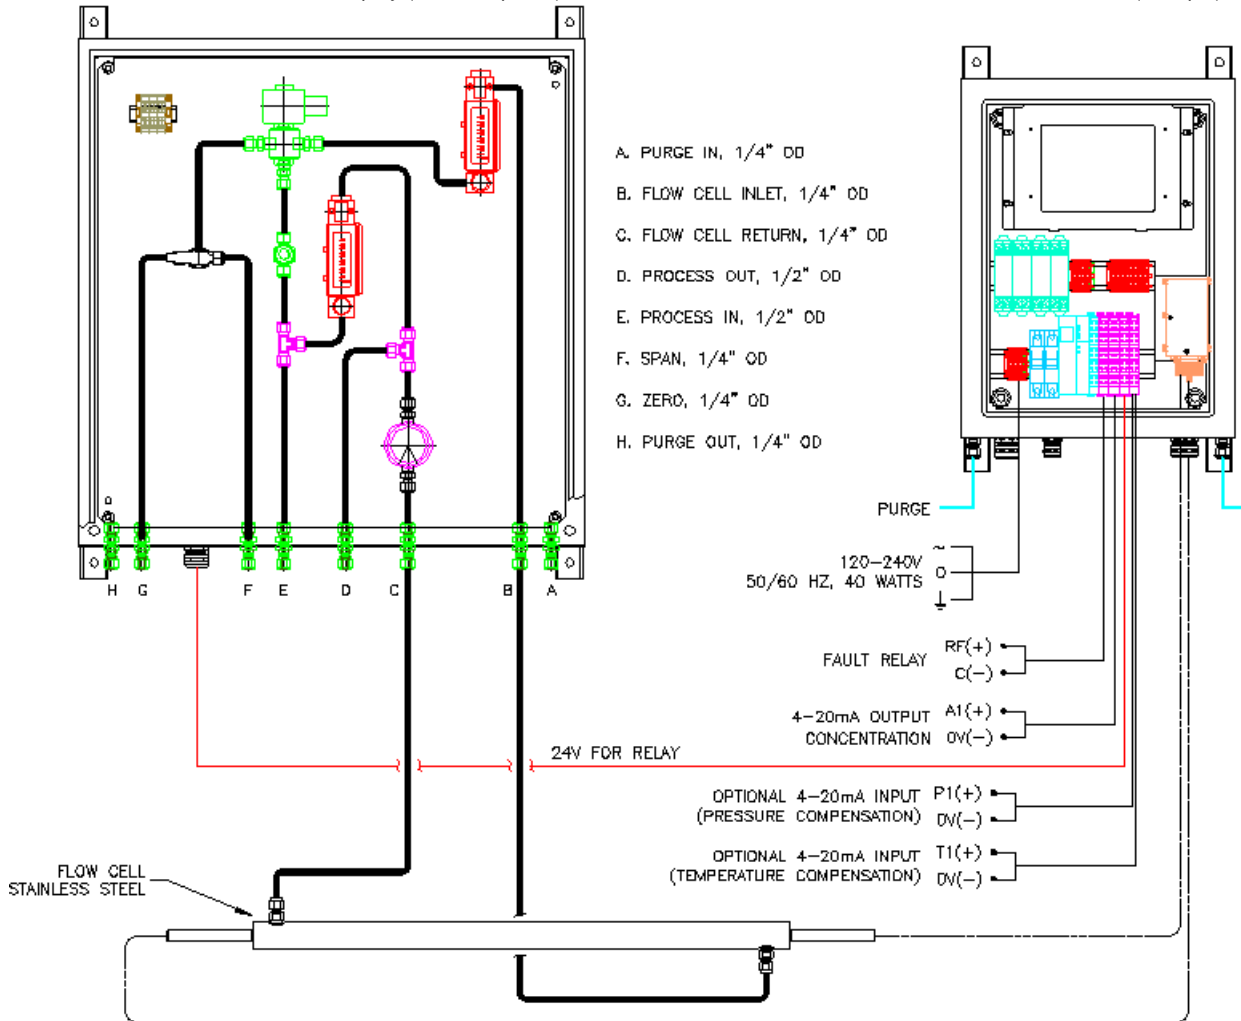 A. PURGE IN, 1/4" OD
B. FLOW CELL INLET, 1/4" OD
C. FLOW CELL RETURN, 1/4" OD
D. PROCESS OUT, 1/2" OD
E. PROCESS IN, 1/2" OD
F. SPAN, 1/4" OD
G. ZERO, 1/4" OD
H. PURGE OUT, 1/4" OD
H G F E D C B A
PURGE
120-240V
50/60 HZ, 40 WATTS
~
0
FAULT RELAY
RF(+)
C(-)
4-20mA OUTPUT
CONCENTRATION
A1(+)
0V(-)
24V FOR RELAY
OPTIONAL 4-20mA INPUT
(PRESSURE COMPENSATION)
P1(+)
0V(-)
OPTIONAL 4-20mA INPUT
(TEMPERATURE COMPENSATION)
T1(+)
0V(-)
FLOW CELL
STAINLESS STEEL